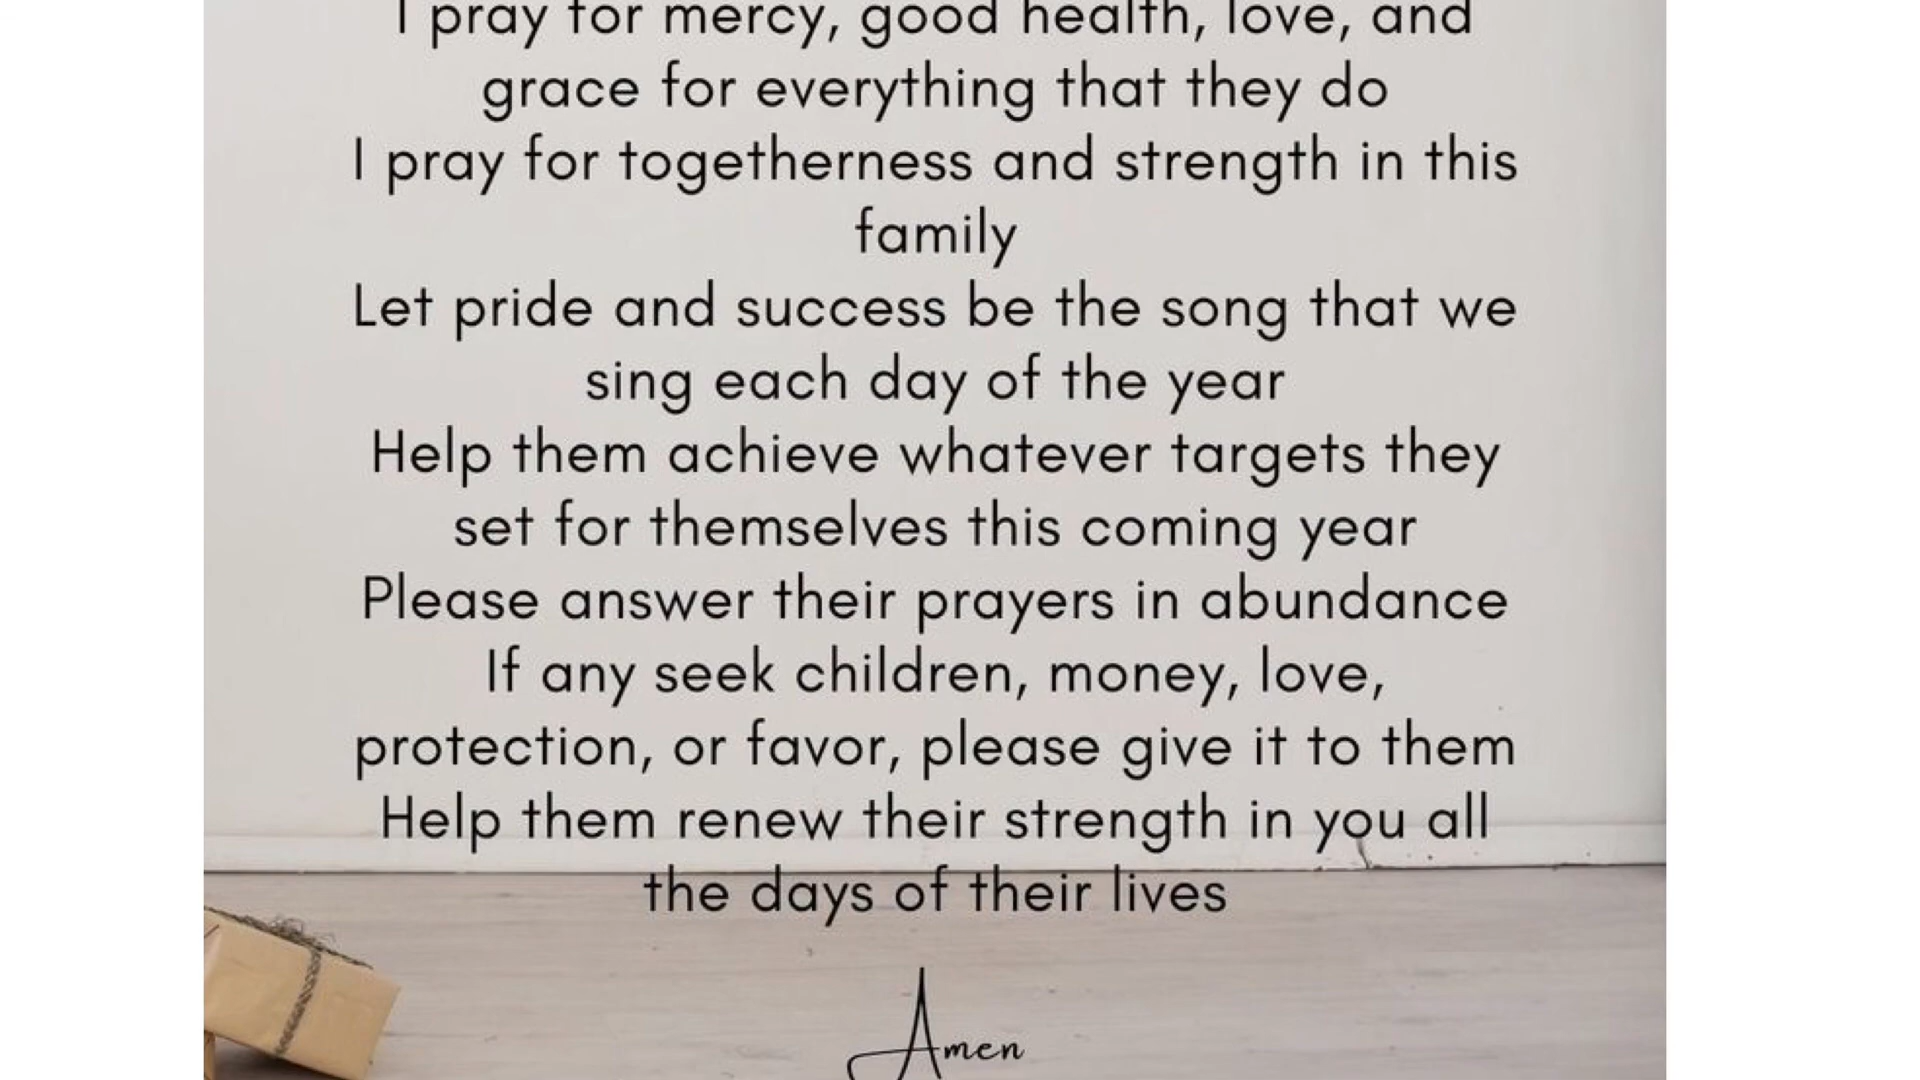 I pray for mercy, good health, love, and
grace for everything that they do
I pray for togetherness and strength in this
family
Let pride and success be the song that we
sing each day of the year
Help them achieve whatever targets they
set for themselves this coming year
Please answer their prayers in abundance
If any seek children, money, love,
protection, or favor, please give it to them
Help them renew their strength in you all
the days of their lives
Amen